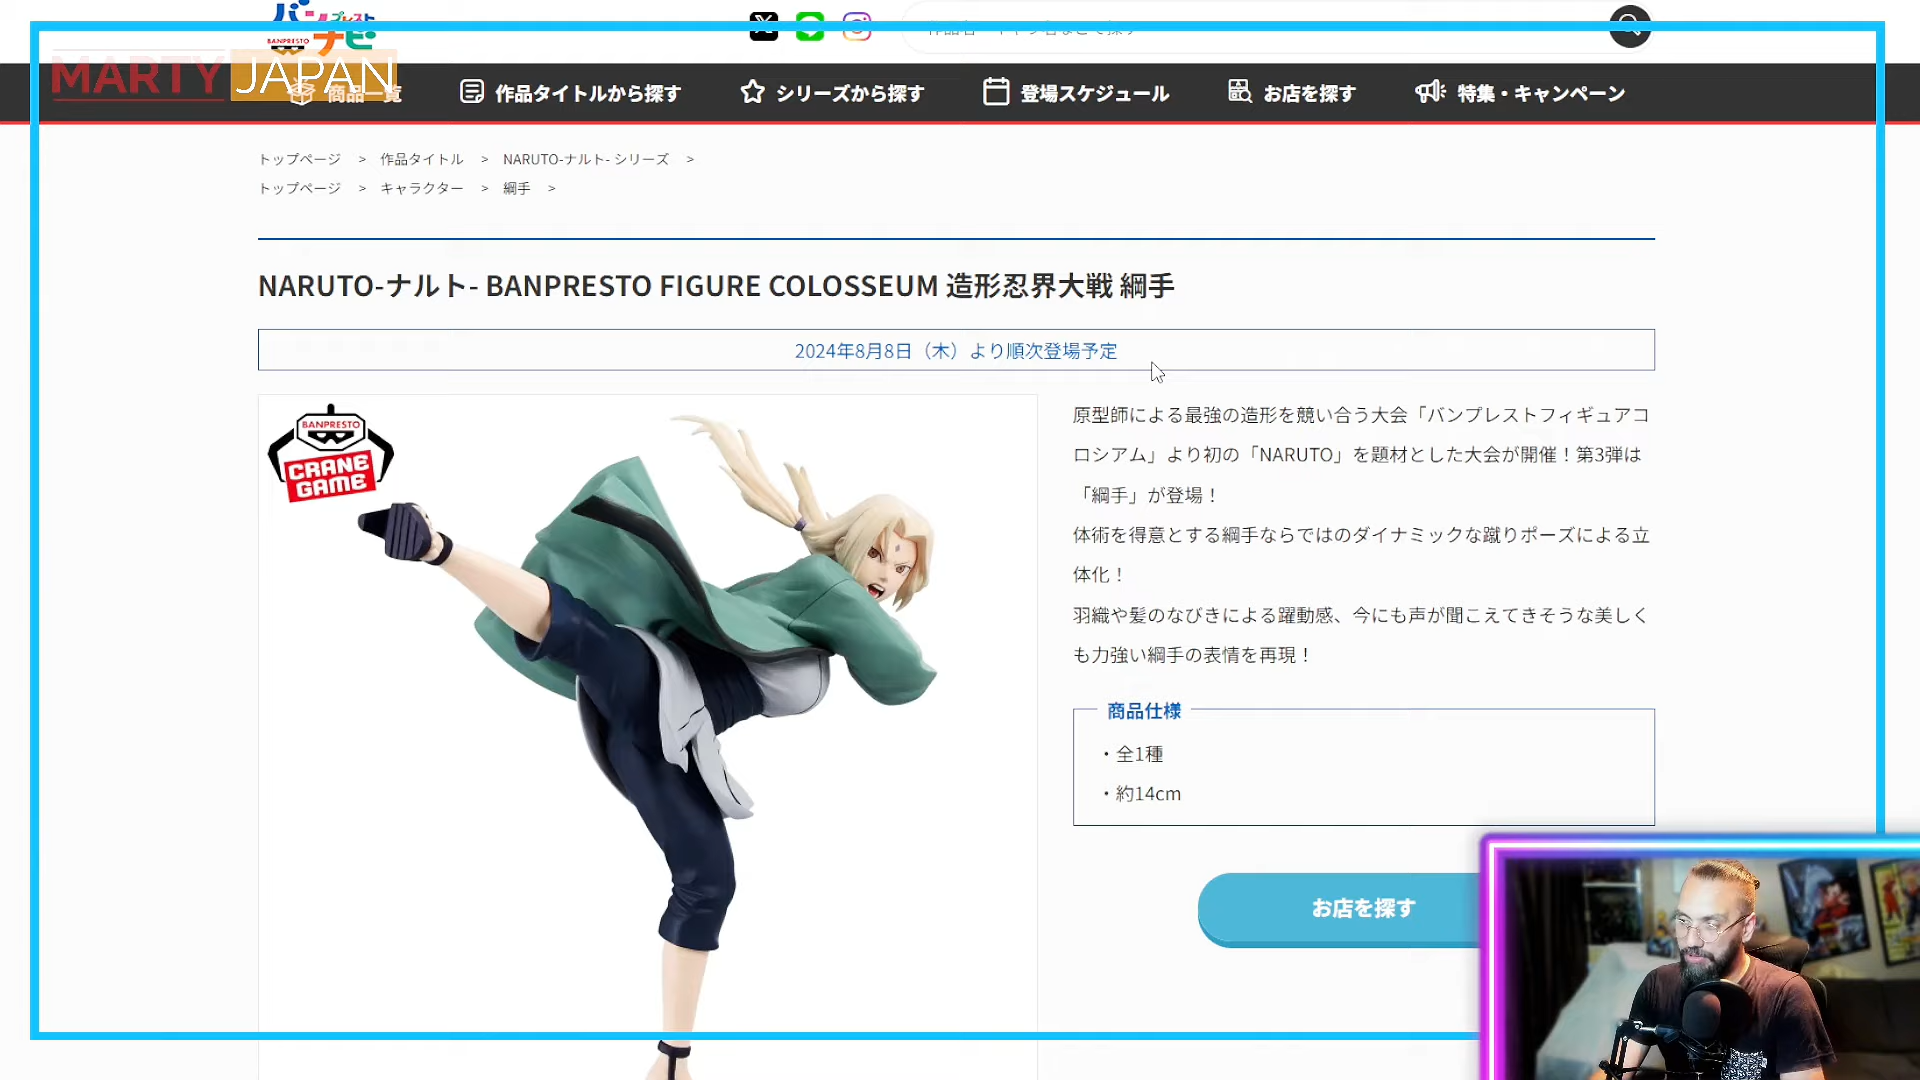 バンプレストナビ
BANPRESTO
MARTY JAPAN
商品一覧
作品タイトルから探す
シリーズから探す
登場スケジュール
お店を探す
特集・キャンペーン
トップページ > 作品タイトル > NARUTO-ナルト- シリーズ >
トップページ > キャラクター > 綱手 >
NARUTO-ナルト- BANPRESTO FIGURE COLOSSEUM 造形忍界大戦 綱手
2024年8月8日（木）より順次登場予定
BANPRESTO
CRANE
GAME
原型師による最強の造形を競い合う大会「バンプレストフィギュアコ
ロシアム」より初の「NARUTO」を題材とした大会が開催！第3弾は
「綱手」が登場！
体術を得意とする綱手ならではのダイナミックな蹴りポーズによる立
体化！
羽織や髪のなびきによる躍動感、今にも声が聞こえてきそうな美しく
も力強い綱手の表情を再現！
商品仕様
・全1種
・約14cm
お店を探す